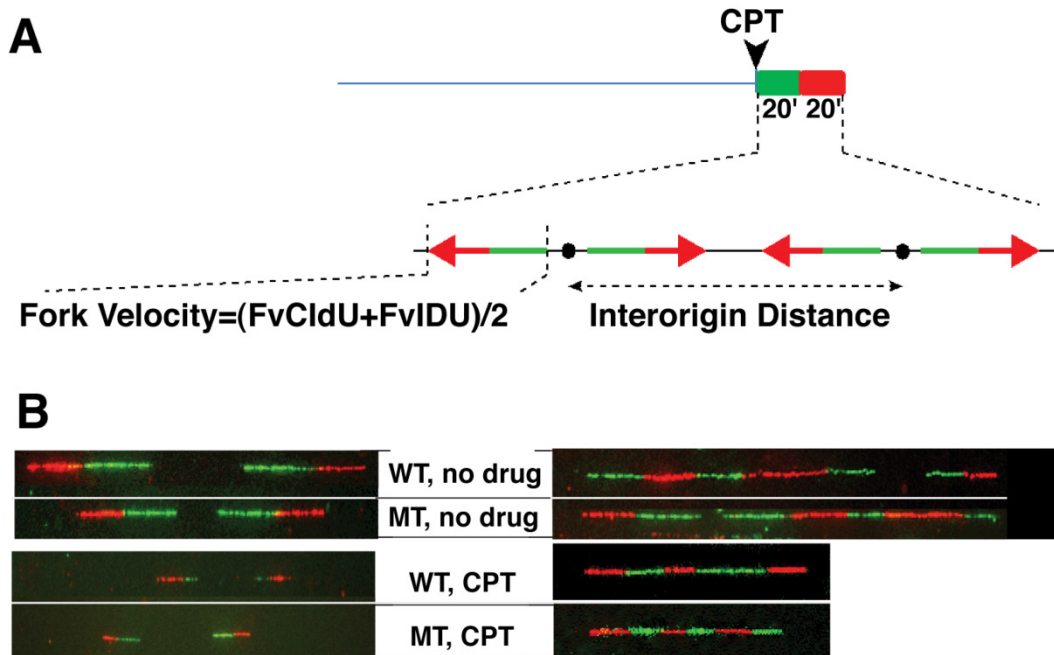 A
CPT
20' 20'
Fork Velocity=(FvCldU+FvIDU)/2
Interorigin Distance
B
WT, no drug
MT, no drug
WT, CPT
MT, CPT